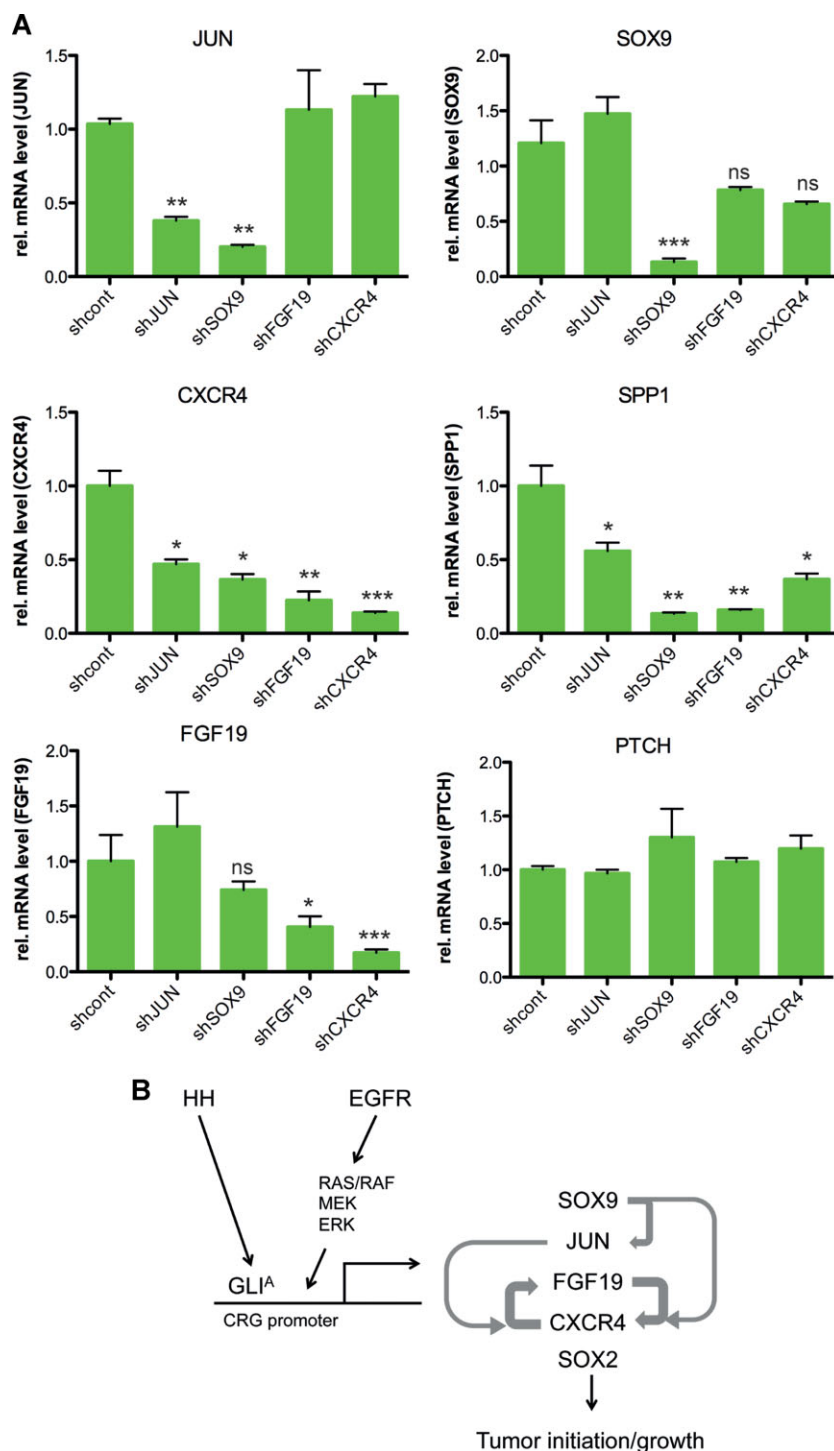 A
JUN
rel. mRNA level (JUN)
1.5
1.0
0.5
0.0
**
**
shcont
shJUN
shSOX9
shFGF19
shCXCR4
SOX9
rel. mRNA level (SOX9)
2.0
1.5
1.0
0.5
0.0
***
ns
ns
shcont
shJUN
shSOX9
shFGF19
shCXCR4
CXCR4
rel. mRNA level (CXCR4)
1.5
1.0
0.5
0.0
*
*
**
***
shcont
shJUN
shSOX9
shFGF19
shCXCR4
SPP1
rel. mRNA level (SPP1)
1.5
1.0
0.5
0.0
*
**
**
*
shcont
shJUN
shSOX9
shFGF19
shCXCR4
FGF19
rel. mRNA level (FGF19)
2.0
1.5
1.0
0.5
0.0
ns
*
***
shcont
shJUN
shSOX9
shFGF19
shCXCR4
PTCH
rel. mRNA level (PTCH)
2.0
1.5
1.0
0.5
0.0
shcont
shJUN
shSOX9
shFGF19
shCXCR4
B
HH
EGFR
RAS/RAF
MEK
ERK
GLIᴬ
CRG promoter
SOX9
JUN
FGF19
CXCR4
SOX2
Tumor initiation/growth